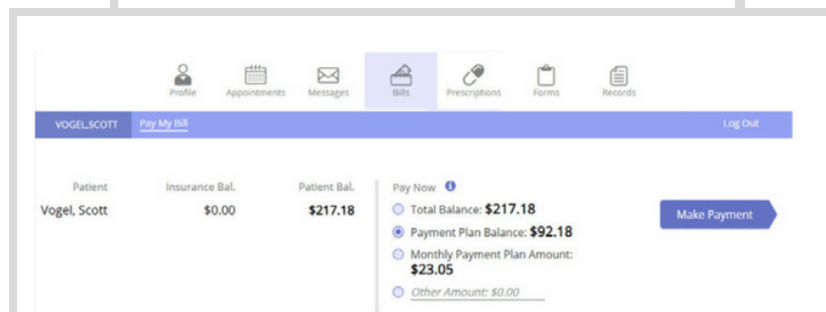 Profile Appointments Messages Bills Prescriptions Forms Records
VOGEL,SCOTT Pay My Bill Log Out
Patient Insurance Bal. Patient Bal. Pay Now
Vogel, Scott $0.00 $217.18 Total Balance: $217.18
Make Payment
Payment Plan Balance: $92.18
Monthly Payment Plan Amount:
$23.05
Other Amount: $0.00